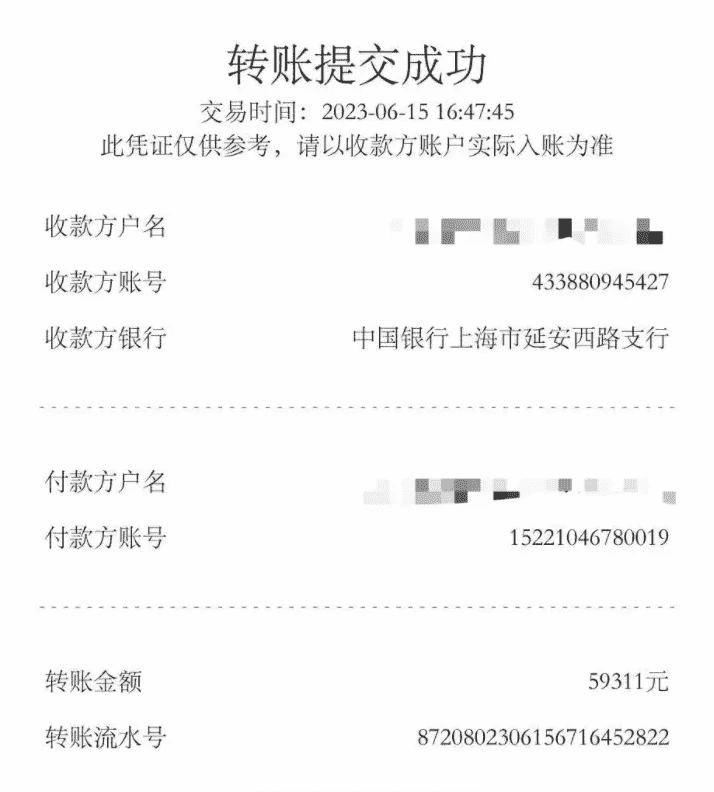 转账提交成功
交易时间：2023-06-15 16:47:45
此凭证仅供参考，请以收款方账户实际入账为准
收款方户名
收款方账号 433880945427
收款方银行 中国银行上海市延安西路支行
付款方户名
付款方账号 15221046780019
转账金额 59311元
转账流水号 8720802306156716452822